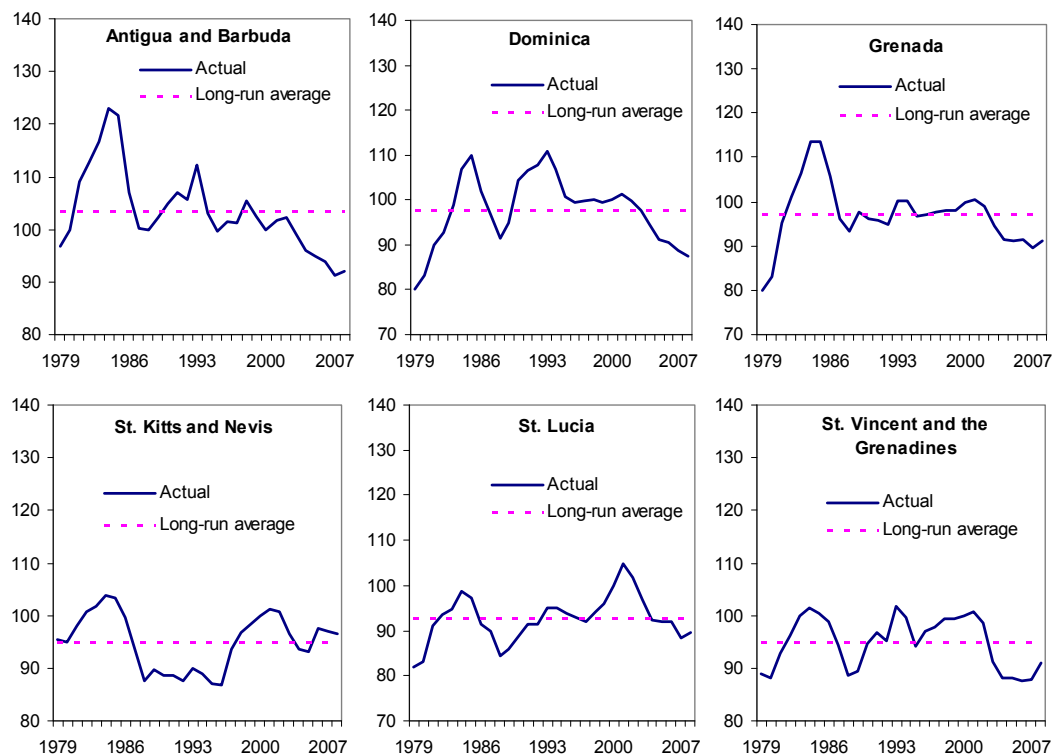 Antigua and Barbuda
Actual
Long-run average
140
130
120
110
100
90
80
1979 1986 1993 2000 2007
Dominica
Actual
Long-run average
140
130
120
110
100
90
80
70
1979 1986 1993 2000 2007
Grenada
Actual
Long-run average
140
130
120
110
100
90
80
70
1979 1986 1993 2000 2007
St. Kitts and Nevis
Actual
Long-run average
140
130
120
110
100
90
80
1979 1986 1993 2000 2007
St. Lucia
Actual
Long-run average
140
130
120
110
100
90
80
70
1979 1986 1993 2000 2007
St. Vincent and the
Grenadines
Actual
Long-run average
140
130
120
110
100
90
80
1979 1986 1993 2000 2007